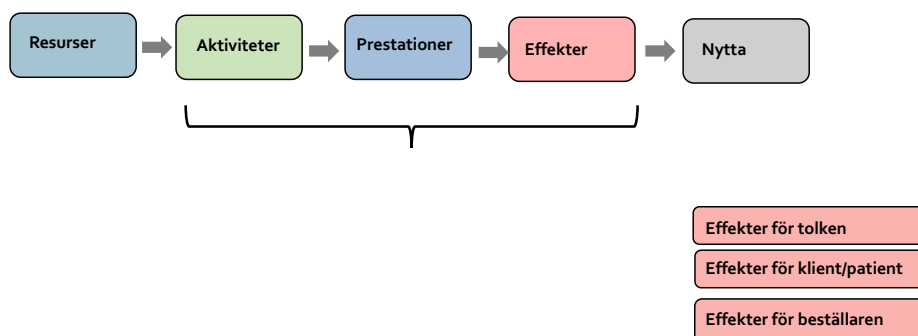 Resurser
Aktiviteter
Prestationer
Effekter
Nytta
Effekter för tolken
Effekter för klient/patient
Effekter för beställaren